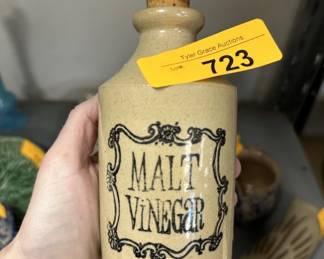 Tyler Grace Auctions
723
MALT
VINEGAR